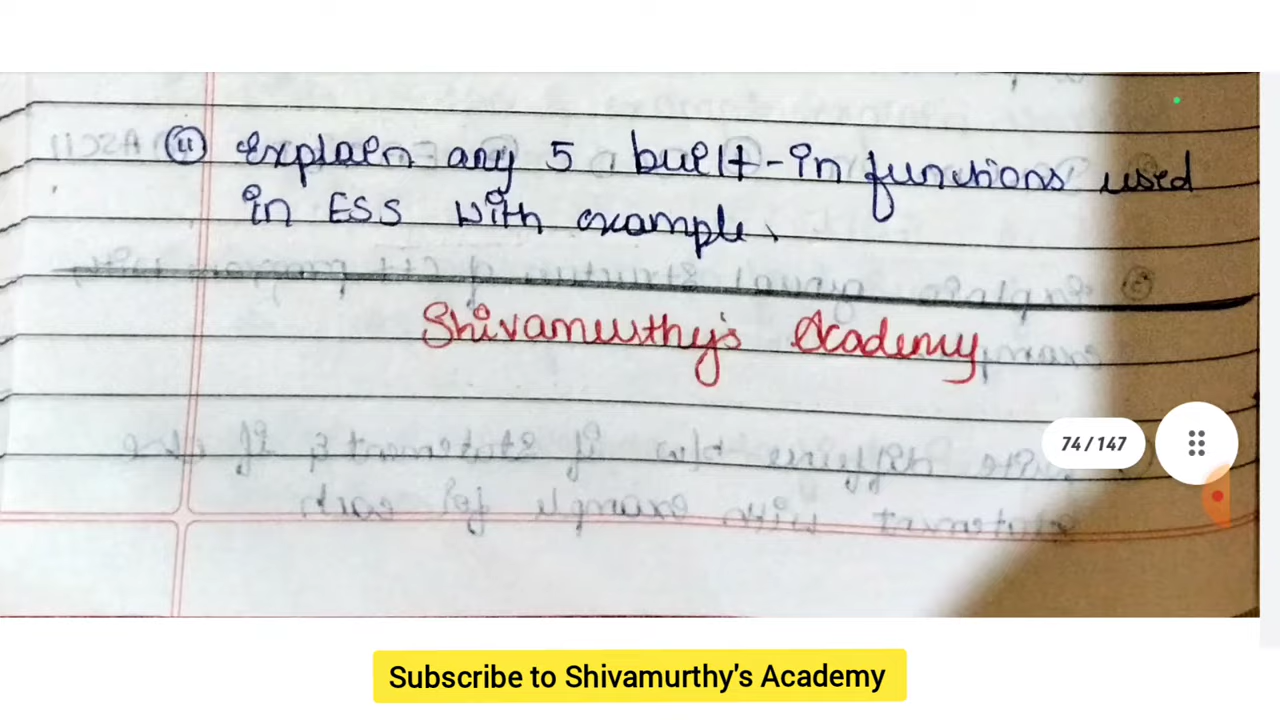 11 Explain any 5 built-in functions used
in ESS with example.
Shivamurthy's Academy
74/147
Subscribe to Shivamurthy's Academy